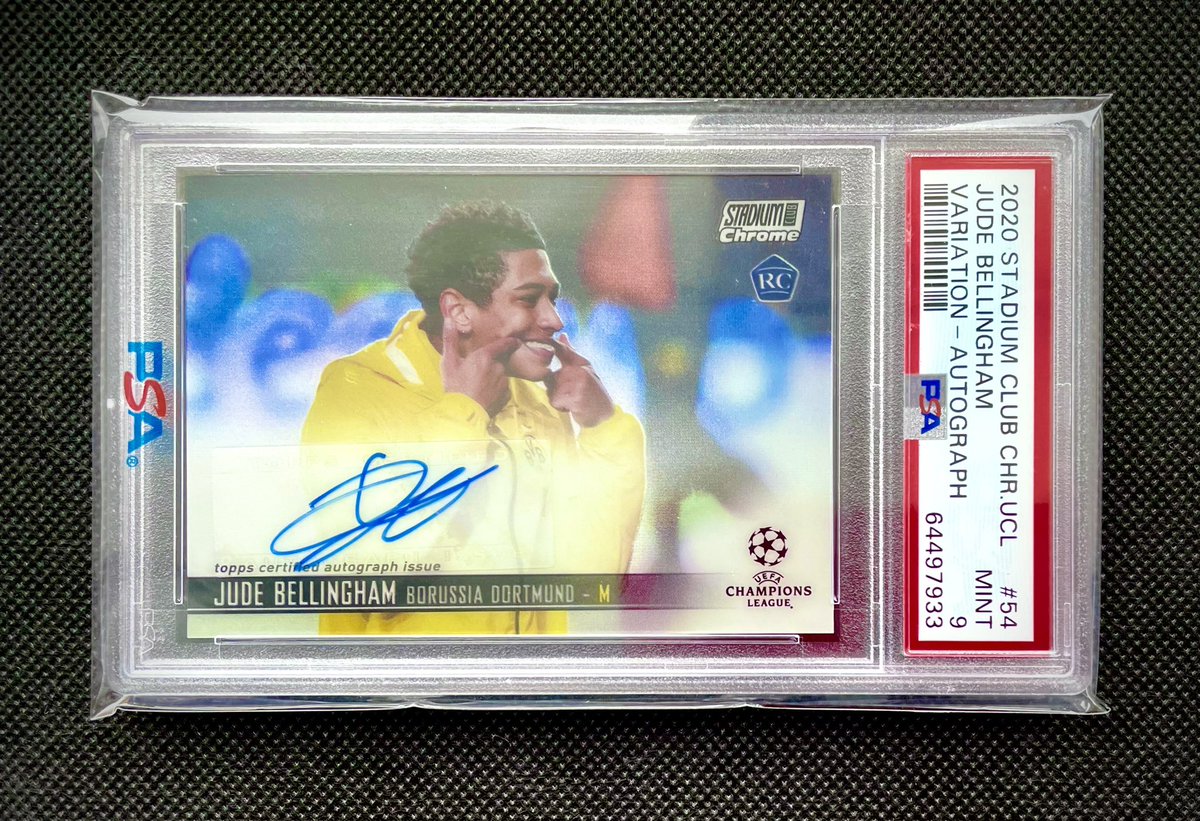 STADIUM CLUB
Chrome
RC
topps certified autograph issue
JUDE BELLINGHAM BORUSSIA DORTMUND - M
UEFA
CHAMPIONS
LEAGUE
PSA
2020 STADIUM CLUB CHR.UCL #54
JUDE BELLINGHAM MINT
VARIATION - AUTOGRAPH 9
64497933
PSA